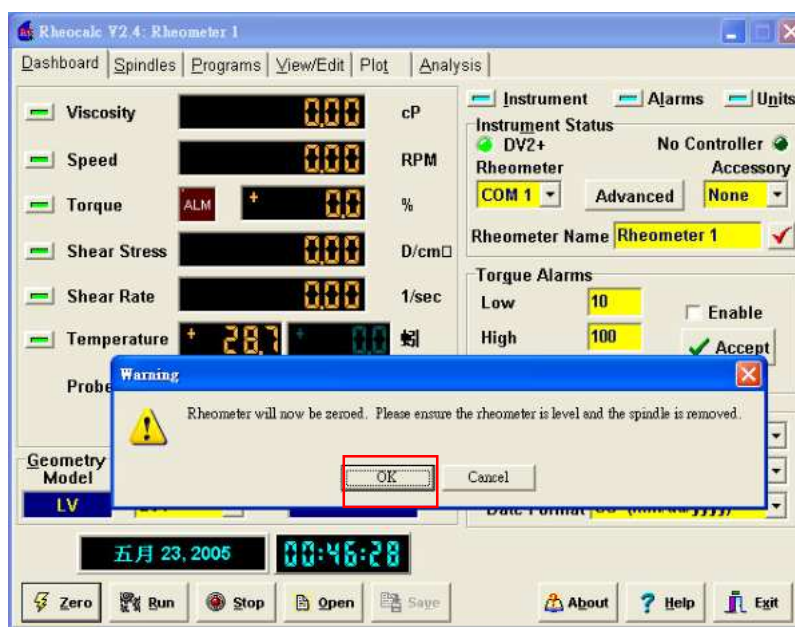 Rheocalc V2.4: Rheometer 1
Dashboard Spindles Programs View/Edit Plot Analysis
Viscosity 0.00 cP
Speed 0.00 RPM
Torque ALM + 0.0 %
Shear Stress 0.00 D/cm□
Shear Rate 0.00 1/sec
Temperature + 28.7 + 0.0
Probe
Instrument Alarms Units
Instrument Status
DV2+ No Controller
Rheometer Accessory
COM 1 Advanced None
Rheometer Name Rheometer 1
Torque Alarms
Low 10 Enable
High 100 Accept
Warning
Rheometer will now be zeroed. Please ensure the rheometer is level and the spindle is removed.
OK Cancel
Geometry
Model
LV
Date Format
五月 23, 2005 00:46:28
Zero Run Stop Open Save About Help Exit